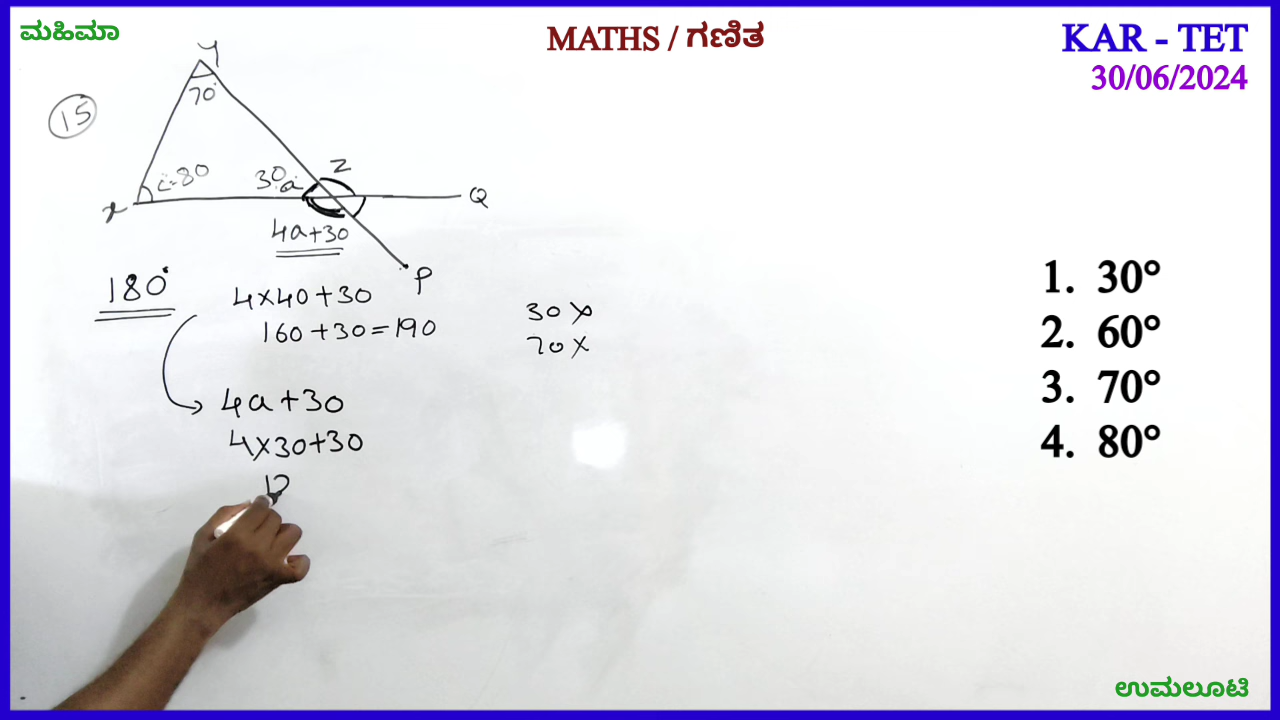 ಮಹಿಮಾ
MATHS / ಗಣಿತ
KAR - TET
30/06/2024
15
Y
70°
80
30° a
Z
x
Q
4a+30
P
180°
4×40+30
160+30=190
30 ×
70 ×
4a+30
4×30+30
12
1. 30°
2. 60°
3. 70°
4. 80°
ಉಮಲೂಟಿ